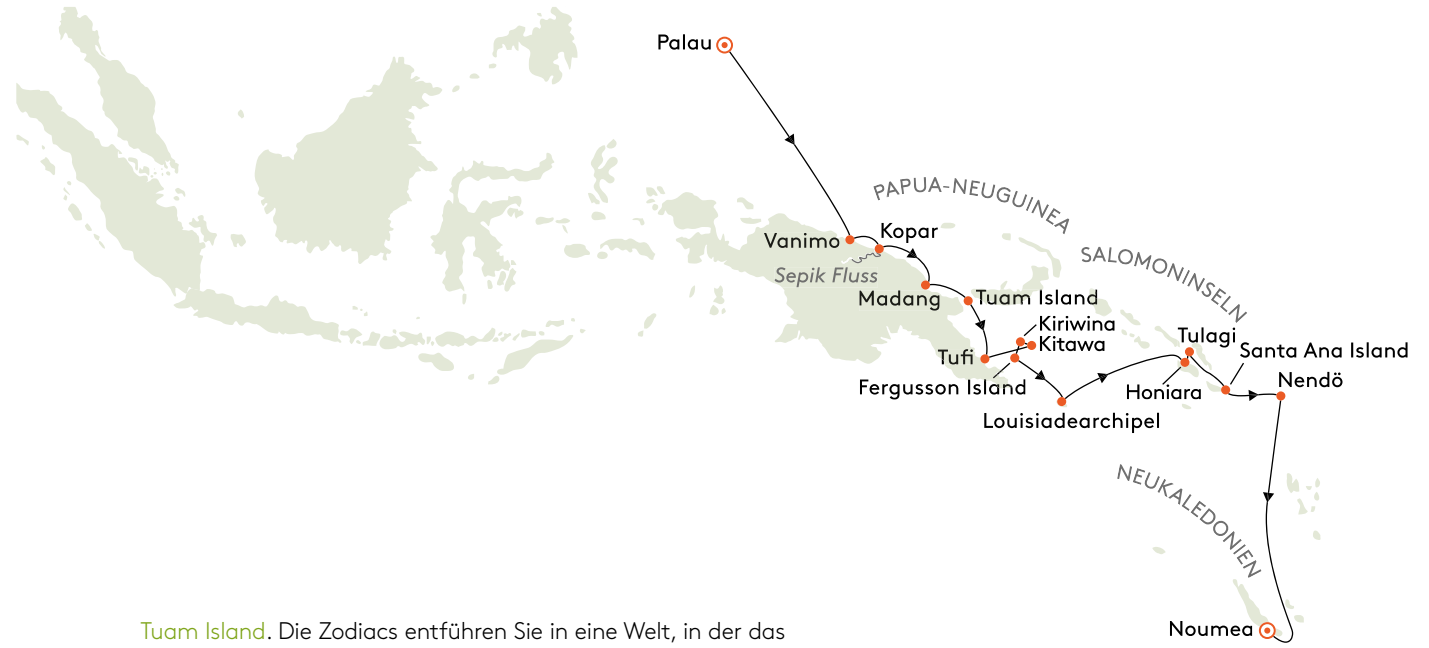 Palau
PAPUA-NEUGUINEA
Kopar
Vanimo
SALOMONINSELN
Sepik Fluss
Madang
Tuam Island
Kiriwina
Tulagi
Kitawa
Santa Ana Island
Tufi
Nendö
Fergusson Island
Honiara
Louisiadearchipel
NEUKALEDONIEN
Noumea
Tuam Island. Die Zodiacs entführen Sie in eine Welt, in der das